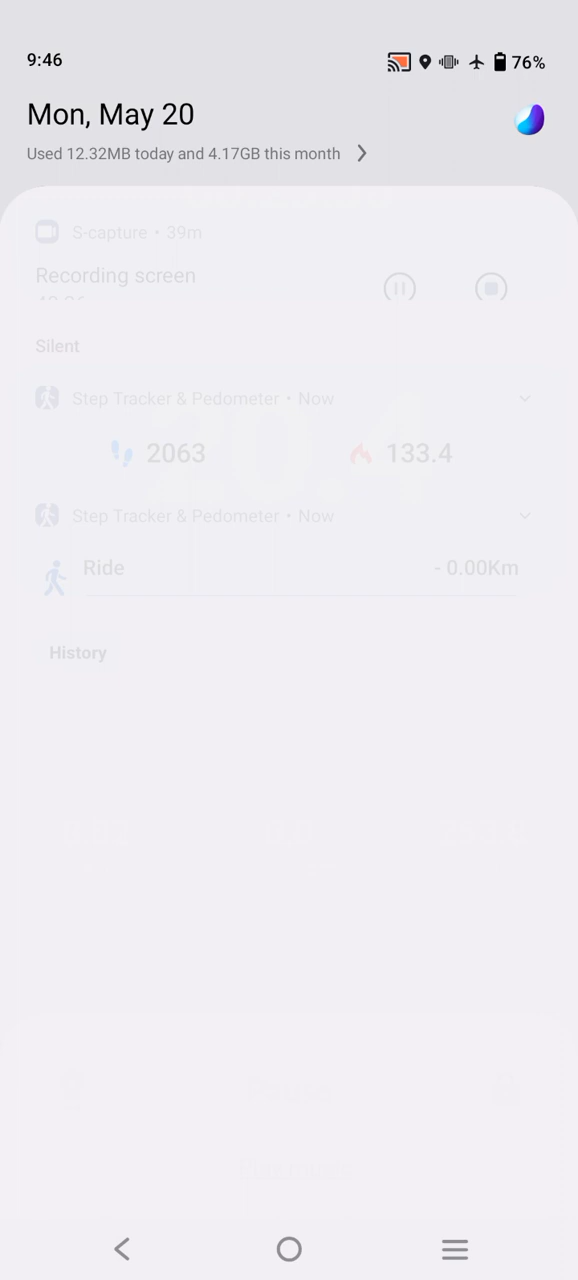 9:46
76%
Mon, May 20
Used 12.32MB today and 4.17GB this month
S-capture • 39m
Recording screen
Silent
Step Tracker & Pedometer • Now
2063 133.4
Step Tracker & Pedometer • Now
Ride - 0.00Km
History